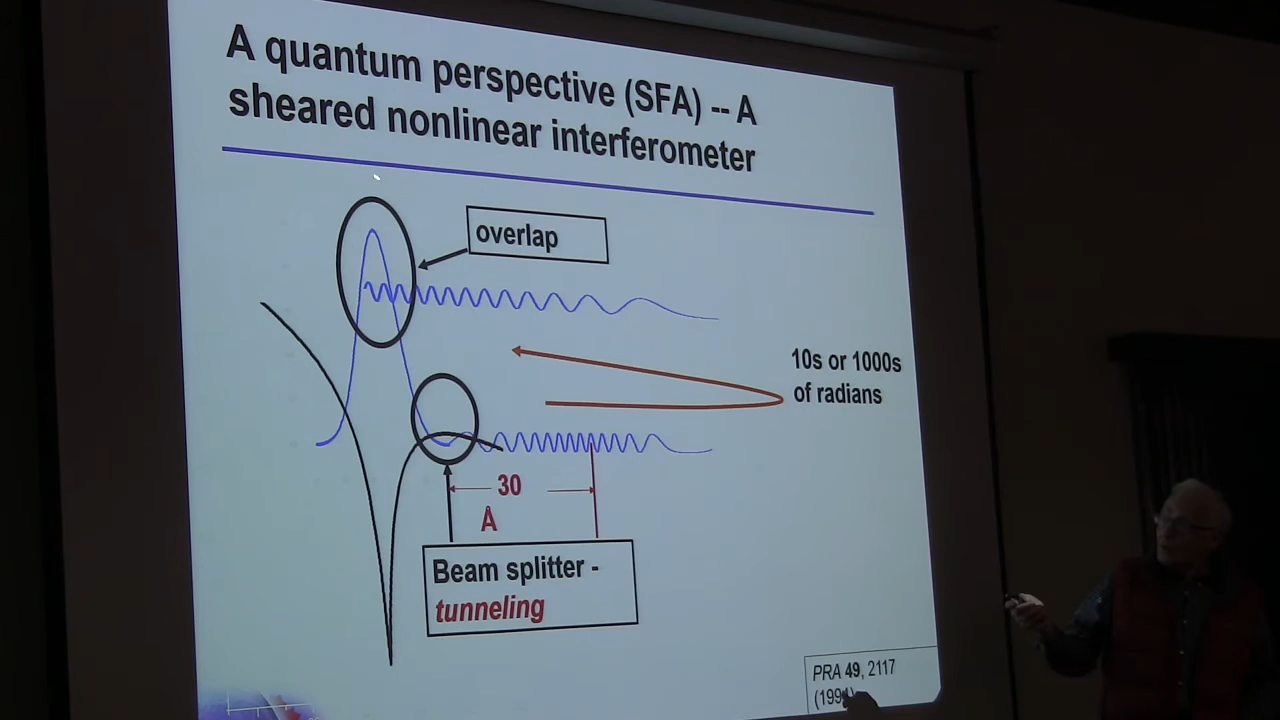 A quantum perspective (SFA) -- A
sheared nonlinear interferometer
overlap
10s or 1000s
of radians
30
Å
Beam splitter -
tunneling
PRA 49, 2117